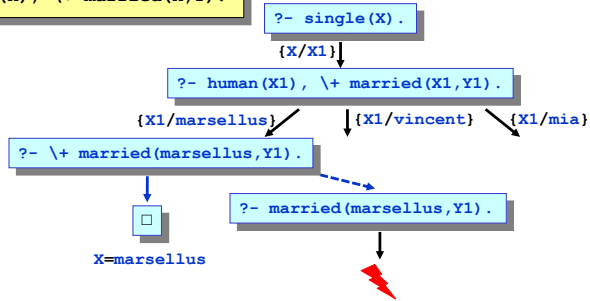 \+ married(X,Y).
?- single(X).
{X/X1}
?- human(X1), \+ married(X1,Y1).
{X1/marsellus} {X1/vincent} {X1/mia}
?- \+ married(marsellus,Y1).
□ ?- married(marsellus,Y1).
X=marsellus